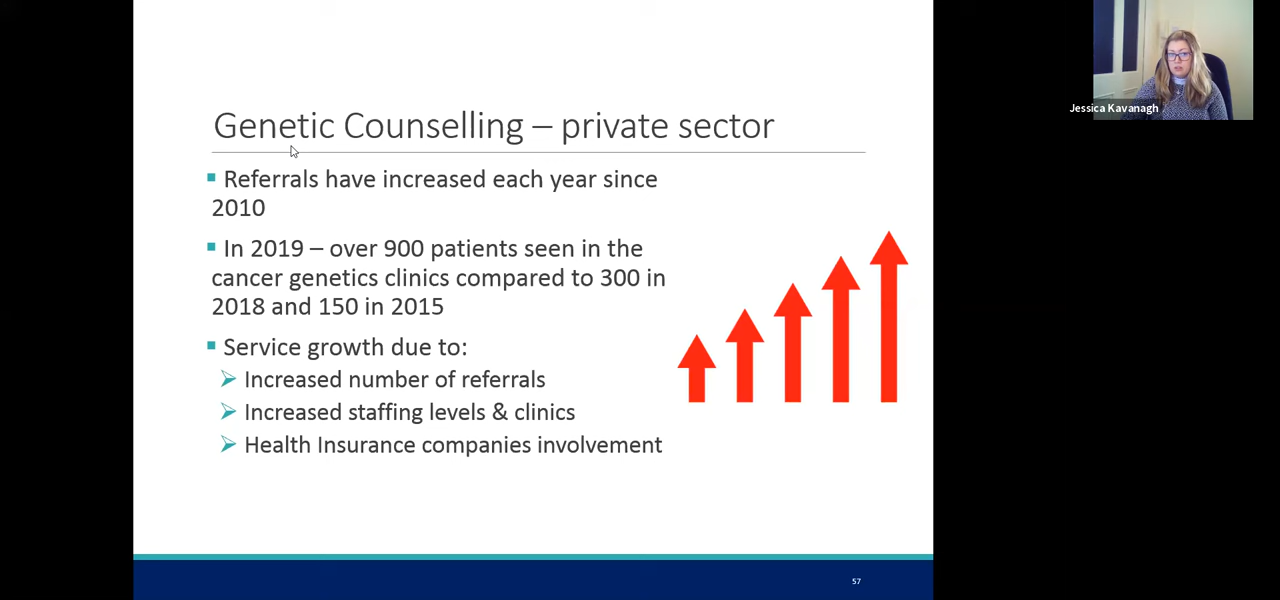 Jessica Kavanagh
Genetic Counselling – private sector
▪ Referrals have increased each year since
2010
▪ In 2019 – over 900 patients seen in the
cancer genetics clinics compared to 300 in
2018 and 150 in 2015
▪ Service growth due to:
➢ Increased number of referrals
➢ Increased staffing levels & clinics
➢ Health Insurance companies involvement
57